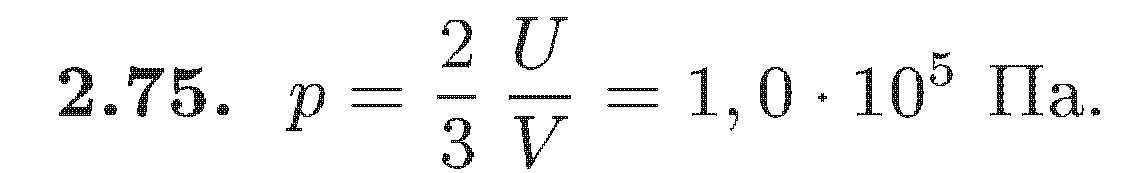 2.75. p = 2/3 U/V = 1,0 · 10⁵ Па.